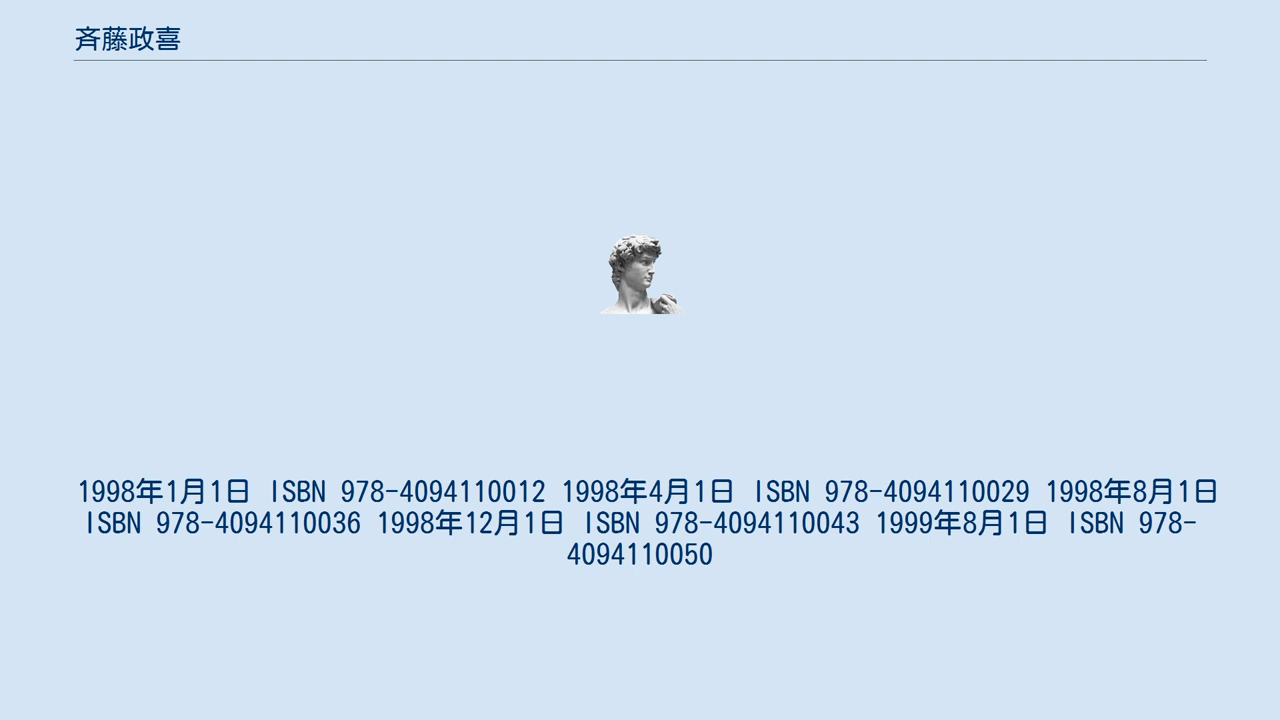 斉藤政喜
1998年1月1日 ISBN 978-4094110012 1998年4月1日 ISBN 978-4094110029 1998年8月1日
ISBN 978-4094110036 1998年12月1日 ISBN 978-4094110043 1999年8月1日 ISBN 978-
4094110050